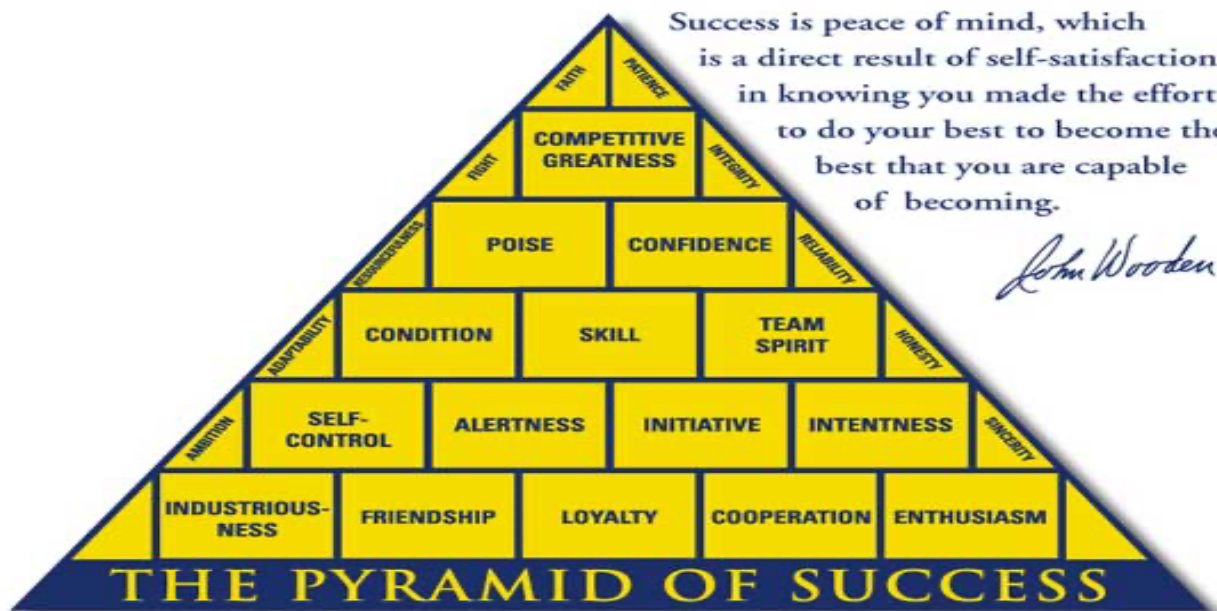 Success is peace of mind, which
is a direct result of self-satisfaction
in knowing you made the effort
to do your best to become the
best that you are capable
of becoming.
John Wooden
FAITH PATIENCE
FIGHT COMPETITIVE GREATNESS INTEGRITY
RESOURCEFULNESS POISE CONFIDENCE RELIABILITY
ADAPTABILITY CONDITION SKILL TEAM SPIRIT HONESTY
AMBITION SELF-CONTROL ALERTNESS INITIATIVE INTENTNESS SINCERITY
INDUSTRIOUS-NESS FRIENDSHIP LOYALTY COOPERATION ENTHUSIASM
THE PYRAMID OF SUCCESS